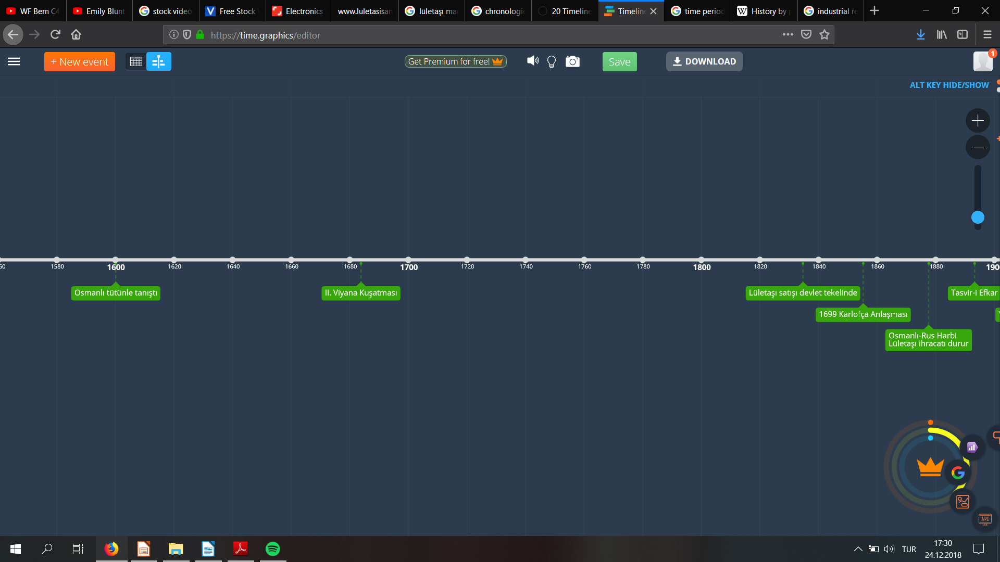 WF Bern C4
Emily Blunt
stock video
Free Stock
Electronics
www.luletasisan
lületaşı ma
chronologic
20 Timeline
Timeline
time period
History by
industrial re
https://time.graphics/editor
+ New event
Get Premium for free!
Save
DOWNLOAD
1
ALT KEY HIDE/SHOW
60
1580
1600
1620
1640
1660
1680
1700
1720
1740
1760
1780
1800
1820
1840
1860
1880
190
Osmanlı tütünle tanıştı
II. Viyana Kuşatması
Lületaşı satışı devlet tekelinde
Tasvir-i Efkar
1699 Karlofça Anlaşması
Osmanlı-Rus Harbi
Lületaşı ihracatı durur
API
TUR
17:30
24.12.2018